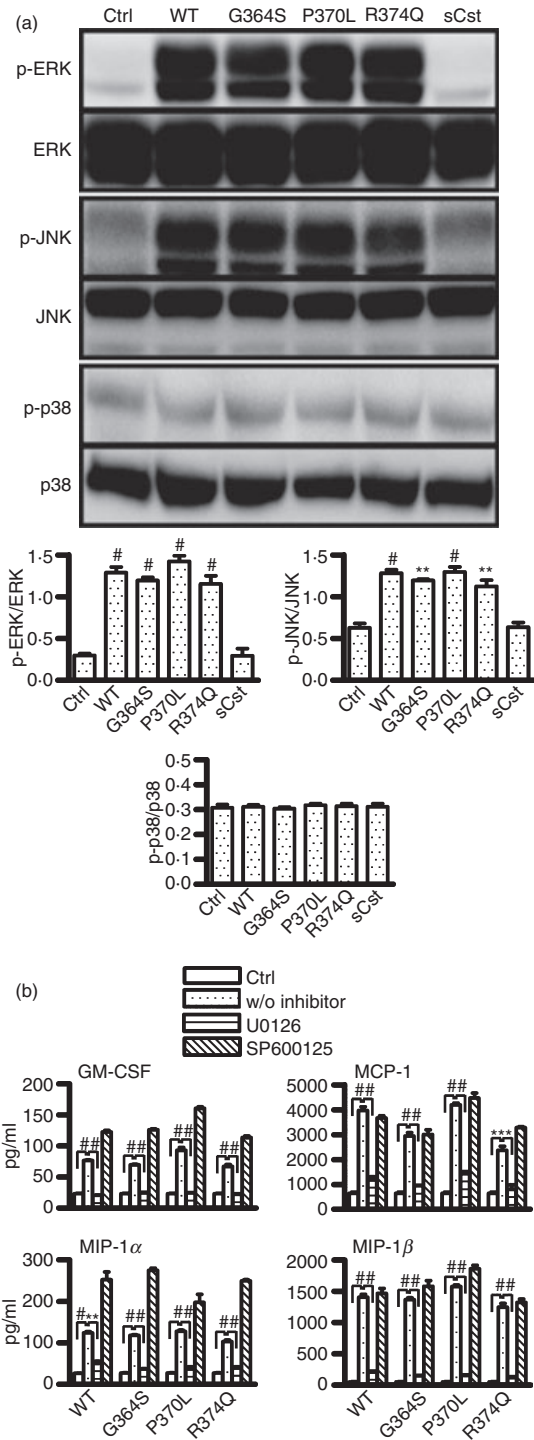 (a)
Ctrl WT G364S P370L R374Q sCst
p-ERK
ERK
p-JNK
JNK
p-p38
p38
p-ERK/ERK
1·5
1·0
0·5
0·0
# # # #
Ctrl WT G364S P370L R374Q sCst
p-JNK/JNK
1·5
1·0
0·5
0·0
# ** # **
Ctrl WT G364S P370L R374Q sCst
p-p38/p38
0·5
0·4
0·3
0·2
0·1
0·0
Ctrl WT G364S P370L R374Q sCst
(b)
Ctrl
w/o inhibitor
U0126
SP600125
GM-CSF
pg/ml
200
150
100
50
0
## ## ## ##
MCP-1
5000
4000
3000
2000
1000
0
## ## ## ***
MIP-1α
pg/ml
300
200
100
0
#** ## ## ##
WT G364S P370L R374Q
MIP-1β
2000
1500
1000
500
0
## ## ## ##
WT G364S P370L R374Q